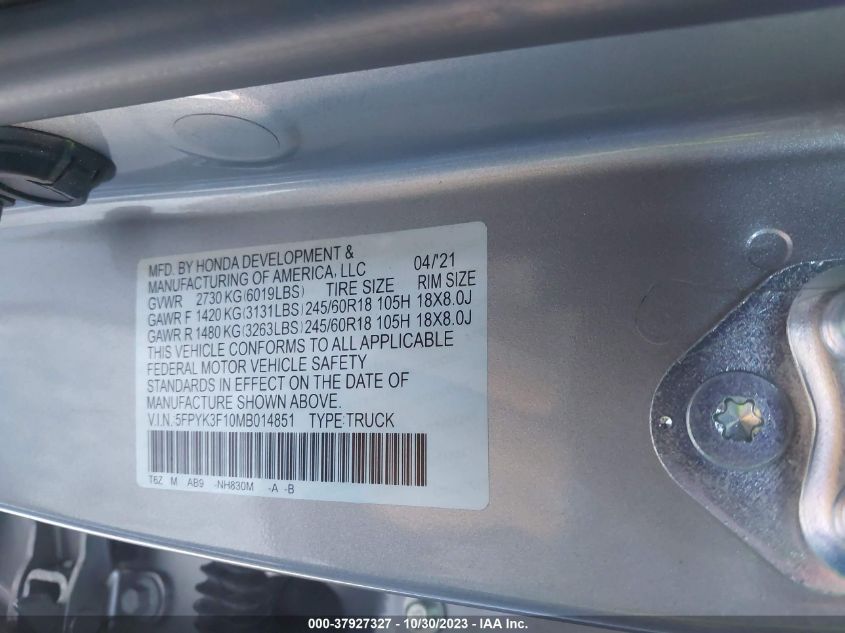 MFD. BY HONDA DEVELOPMENT & 04/'21
MANUFACTURING OF AMERICA, LLC
GVWR 2730 KG(6019LBS) TIRE SIZE RIM SIZE
GAWR F 1420 KG(3131LBS) 245/60R18 105H 18X8.0J
GAWR R 1480 KG(3263LBS) 245/60R18 105H 18X8.0J
THIS VEHICLE CONFORMS TO ALL APPLICABLE
FEDERAL MOTOR VEHICLE SAFETY
STANDARDS IN EFFECT ON THE DATE OF
MANUFACTURE SHOWN ABOVE.
V.I.N. 5FPYK3F10MB014851 TYPE:TRUCK
T6Z M AB9 -NH830M -A -B
000-37927327 - 10/30/2023 - IAA Inc.